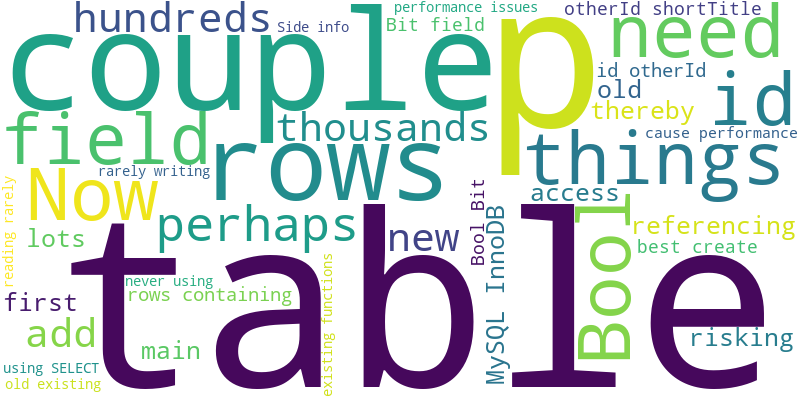 hundreds
Side info
performance issues
Bit field
otherId shortTitle
couple
p
need
id otherId
old
id
thereby
field
thousands
cause performance
rows
things
rarely writing
Now
reading rarely
access
perhaps
new
Bool Bit
MySQL InnoDB
Bool
referencing
lots
best create
table
never using
rows containing
existing functions
first
add
main
risking
using SELECT
old existing